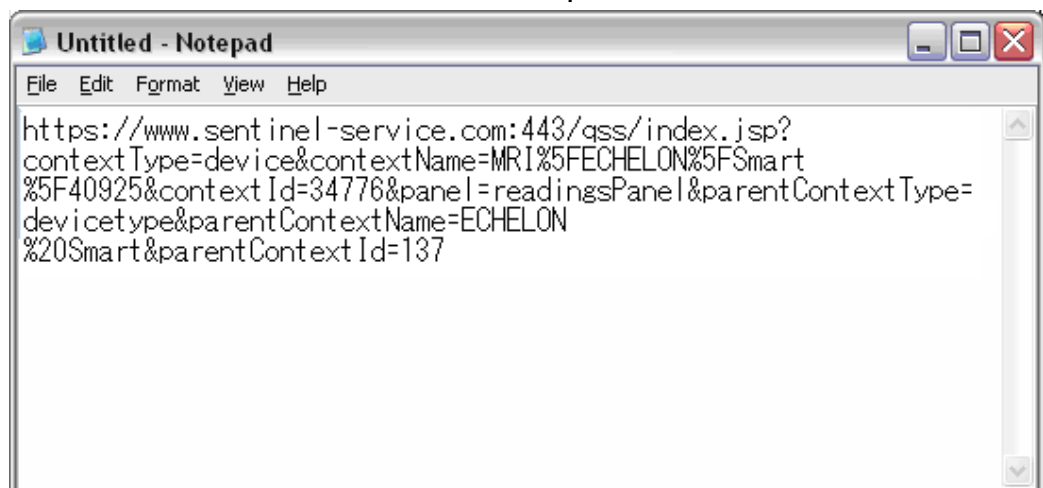 Untitled - Notepad
File Edit Format View Help
https://www.sentinel-service.com:443/qss/index.jsp?
contextType=device&contextName=MRI%5FECHELON%5FSmart
%5F40925&contextId=34776&panel=readingsPanel&parentContextType=
devicetype&parentContextName=ECHELON
%20Smart&parentContextId=137